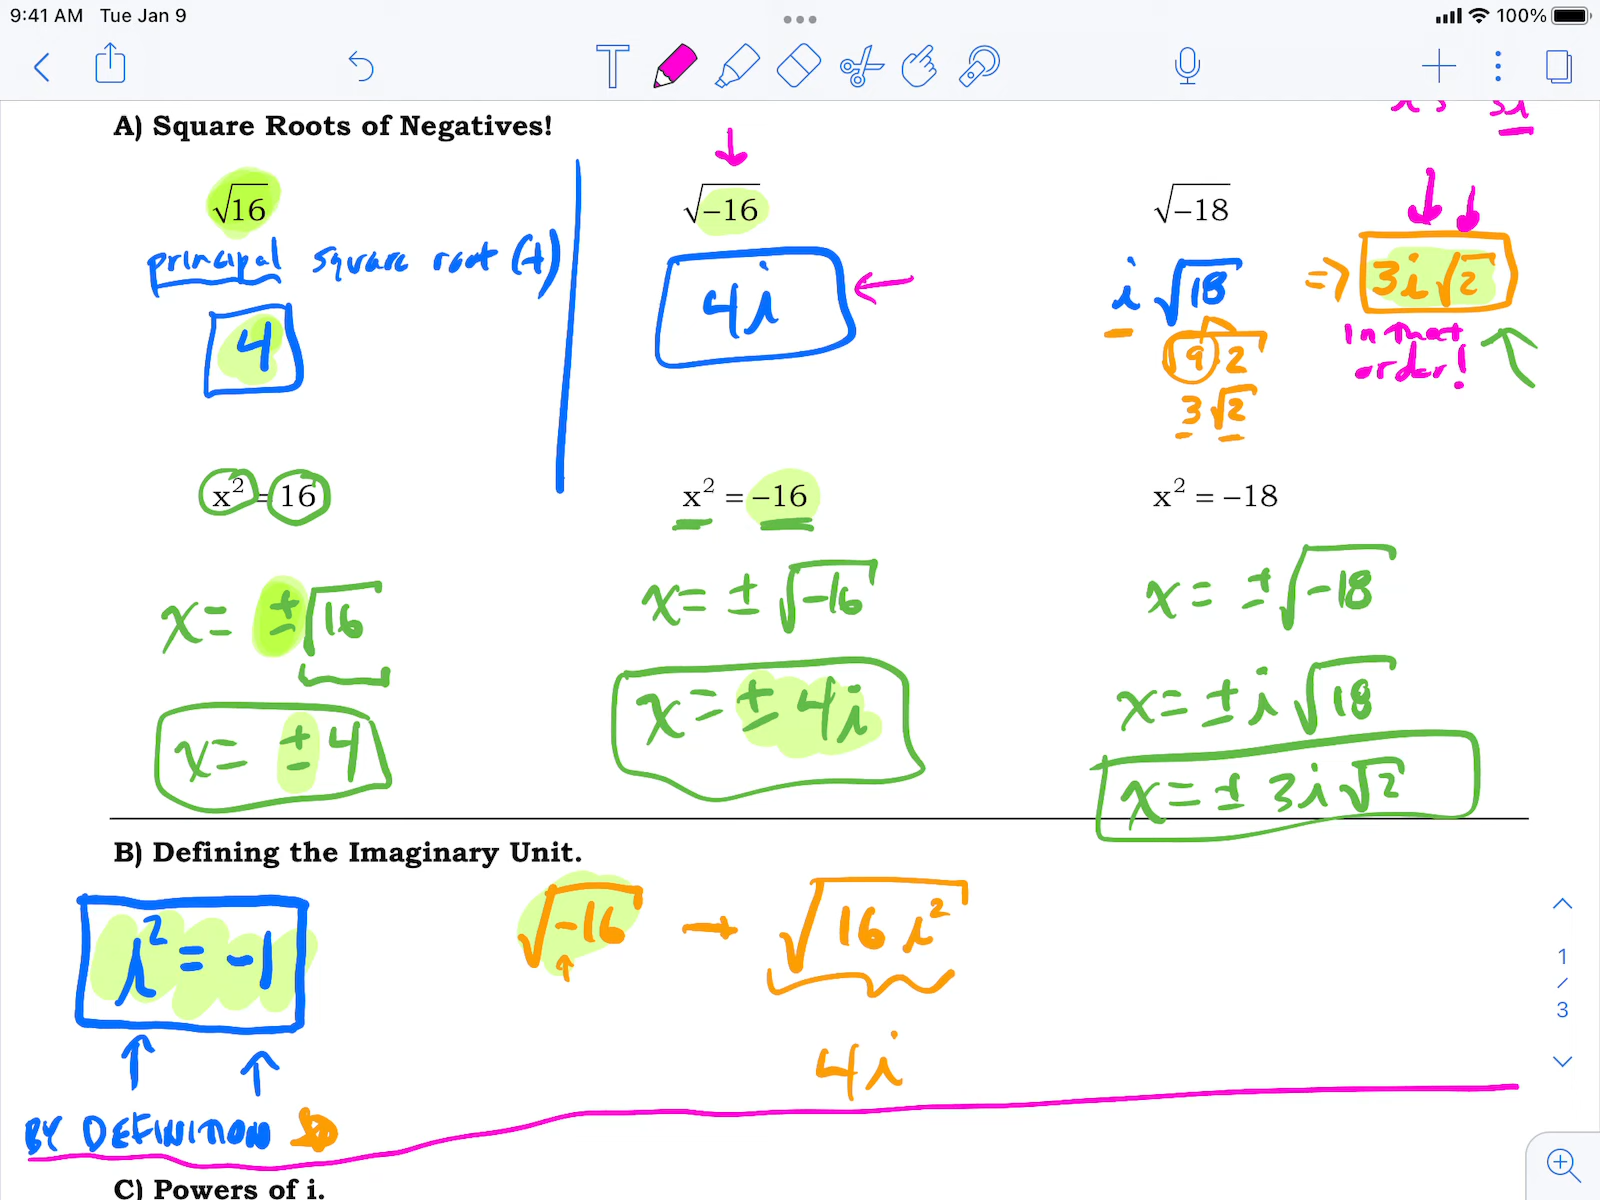 9:41 AM Tue Jan 9
100%
A) Square Roots of Negatives!
3i
√16
√−16
√−18
principal square root (+)
4
4i
i √18
√9·2
3√2
=> 3i√2
In that
order!
x² = 16
x² = −16
x² = −18
x = ±√16
x = ±√−16
x = ±√−18
x = ±4
x = ±4i
x = ±i√18
x = ±3i√2
B) Defining the Imaginary Unit.
i² = −1
√−16 → √16i²
4i
BY DEFINITION
1
/
3
C) Powers of i.